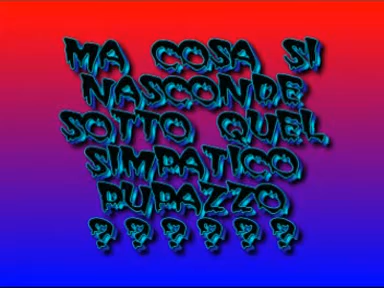 MA COSA SI
NASCONDE
SOTTO QUEL
SIMPATICO
PUPAZZO
? ? ? ? ? ?